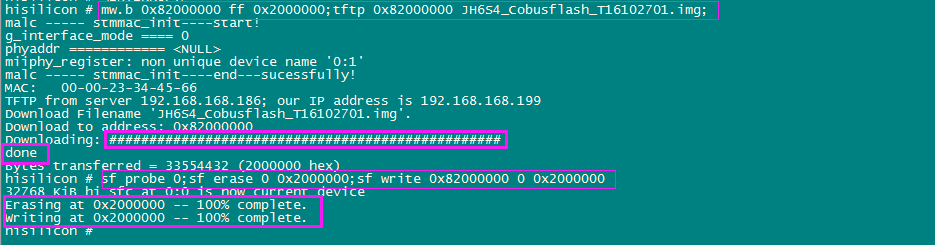 hisilicon # mw.b 0x82000000 ff 0x2000000;tftp 0x82000000 JH6S4_Cobusflash_T16102701.img;
malc ----- stmmac_init----start!
g_interface_mode ==== 0
phyaddr ============ <NULL>
miiphy_register: non unique device name '0:1'
malc ----- stmmac_init----end---sucessfully!
MAC:   00-00-23-34-45-66
TFTP from server 192.168.168.186; our IP address is 192.168.168.199
Download Filename 'JH6S4_Cobusflash_T16102701.img'.
Download to address: 0x82000000
Downloading: #################################################
done
Bytes transferred = 33554432 (2000000 hex)
hisilicon # sf probe 0;sf erase 0 0x2000000;sf write 0x82000000 0 0x2000000
32768 KiB hi_sfc at 0:0 is now current device
Erasing at 0x2000000 -- 100% complete.
Writing at 0x2000000 -- 100% complete.
hisilicon #